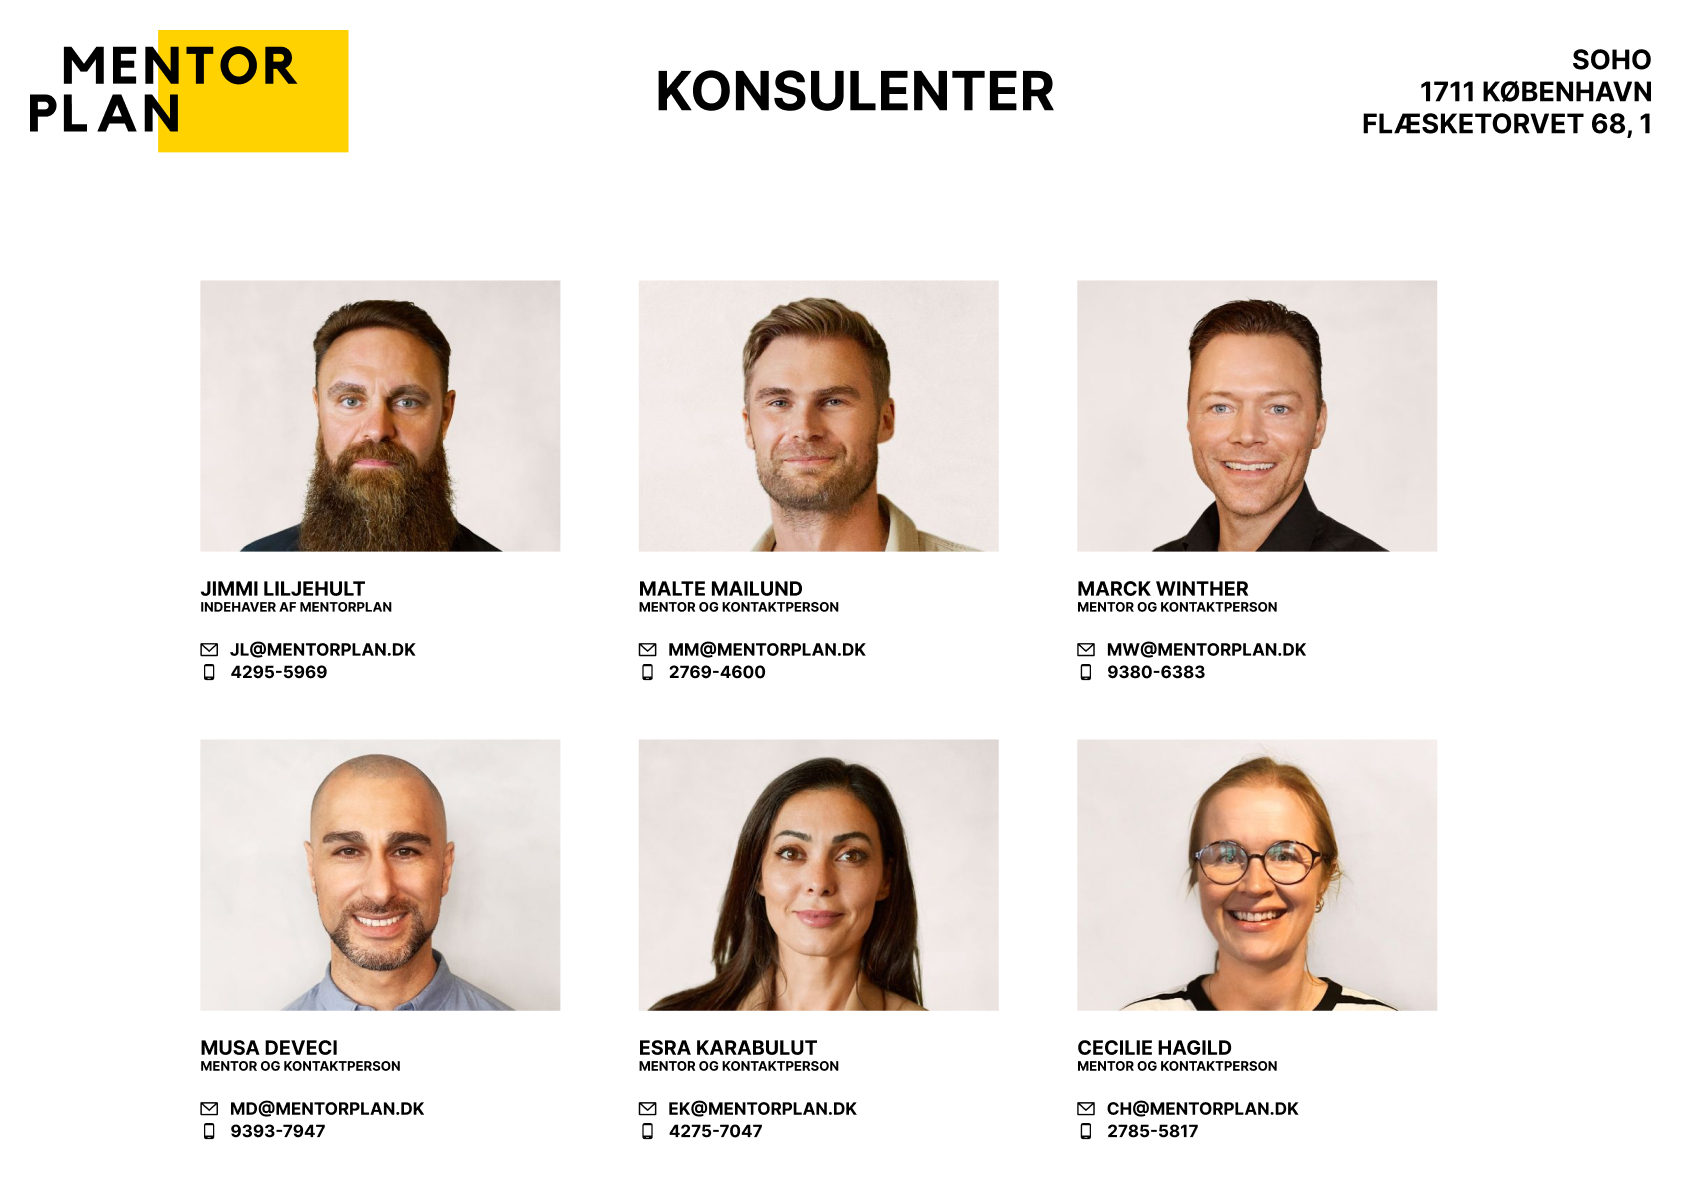 MENTOR
PLAN
KONSULENTER
SOHO
1711 KØBENHAVN
FLÆSKETORVET 68, 1
JIMMI LILJEHULT
INDEHAVER AF MENTORPLAN
JL@MENTORPLAN.DK
4295-5969
MALTE MAILUND
MENTOR OG KONTAKTPERSON
MM@MENTORPLAN.DK
2769-4600
MARCK WINTHER
MENTOR OG KONTAKTPERSON
MW@MENTORPLAN.DK
9380-6383
MUSA DEVECI
MENTOR OG KONTAKTPERSON
MD@MENTORPLAN.DK
9393-7947
ESRA KARABULUT
MENTOR OG KONTAKTPERSON
EK@MENTORPLAN.DK
4275-7047
CECILIE HAGILD
MENTOR OG KONTAKTPERSON
CH@MENTORPLAN.DK
2785-5817